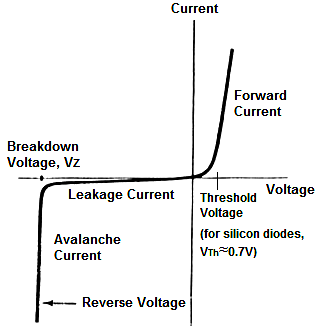 Current
Forward
Current
Breakdown
Voltage, Vz
Leakage Current
Threshold
Voltage
(for silicon diodes,
VTh≈0.7V)
Voltage
Avalanche
Current
Reverse Voltage